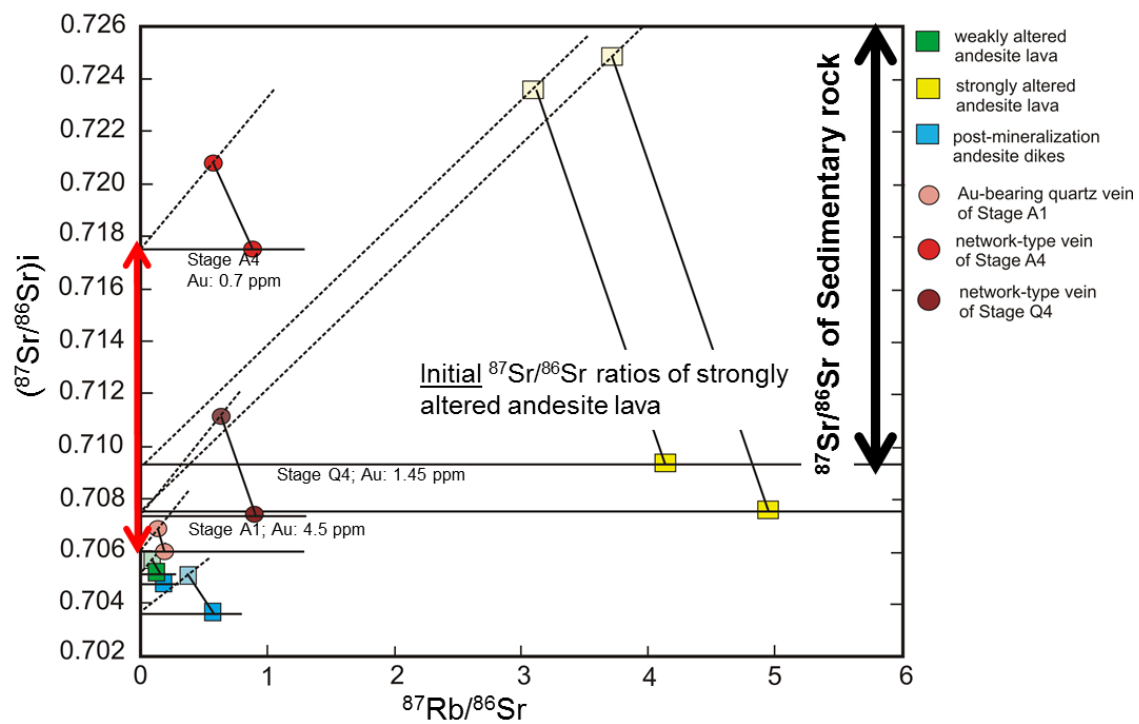 0.726
0.724
0.722
0.720
0.718
0.716
0.714
0.712
0.710
0.708
0.706
0.704
0.702
(⁸⁷Sr/⁸⁶Sr)i
0 1 2 3 4 5 6
⁸⁷Rb/⁸⁶Sr
Stage A4
Au: 0.7 ppm
Initial ⁸⁷Sr/⁸⁶Sr ratios of strongly
altered andesite lava
Stage Q4; Au: 1.45 ppm
Stage A1; Au: 4.5 ppm
⁸⁷Sr/⁸⁶Sr of Sedimentary rock
weakly altered
andesite lava
strongly altered
andesite lava
post-mineralization
andesite dikes
Au-bearing quartz vein
of Stage A1
network-type vein
of Stage A4
network-type vein
of Stage Q4